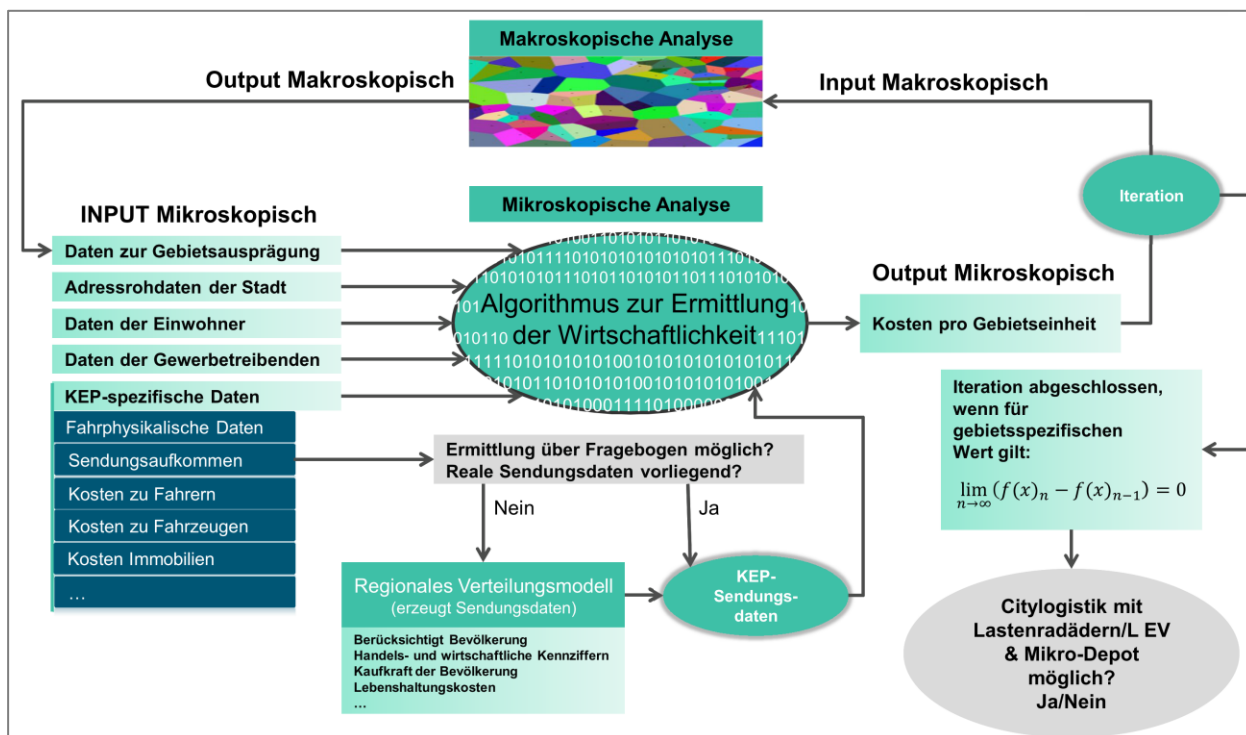 Makroskopische Analyse
Output Makroskopisch
Input Makroskopisch
Iteration
INPUT Mikroskopisch
Mikroskopische Analyse
Daten zur Gebietsausprägung
Adressrohdaten der Stadt
Daten der Einwohner
Daten der Gewerbetreibenden
KEP-spezifische Daten
Fahrphysikalische Daten
Sendungsaufkommen
Kosten zu Fahrern
Kosten zu Fahrzeugen
Kosten Immobilien
…
Algorithmus zur Ermittlung
der Wirtschaftlichkeit
Output Mikroskopisch
Kosten pro Gebietseinheit
Ermittlung über Fragebogen möglich?
Reale Sendungsdaten vorliegend?
Nein
Ja
Regionales Verteilungsmodell
(erzeugt Sendungsdaten)
Berücksichtigt Bevölkerung
Handels- und wirtschaftliche Kennziffern
Kaufkraft der Bevölkerung
Lebenshaltungskosten
…
KEP-
Sendungs-
daten
Iteration abgeschlossen,
wenn für
gebietsspezifischen
Wert gilt:
lim n→∞ (f(x)n − f(x)n−1) = 0
Citylogistik mit
Lastenradädern/L EV
& Mikro-Depot
möglich?
Ja/Nein